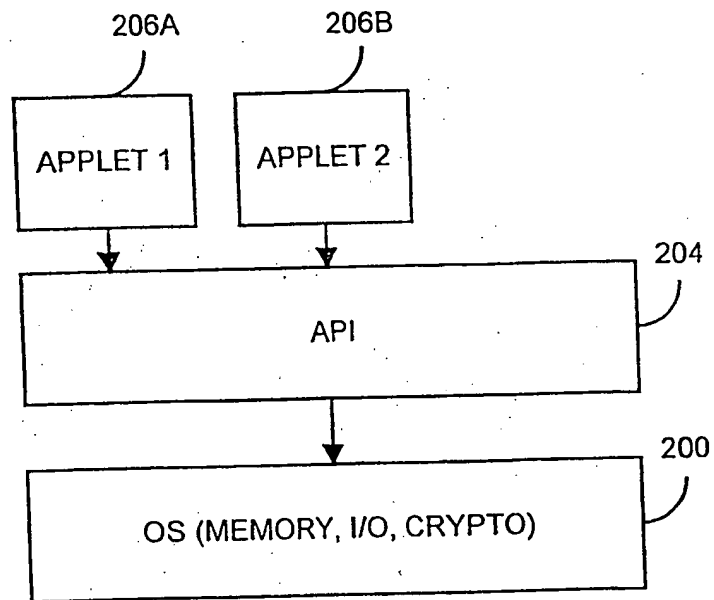 206A
206B
APPLET 1
APPLET 2
204
API
200
OS (MEMORY, I/O, CRYPTO)